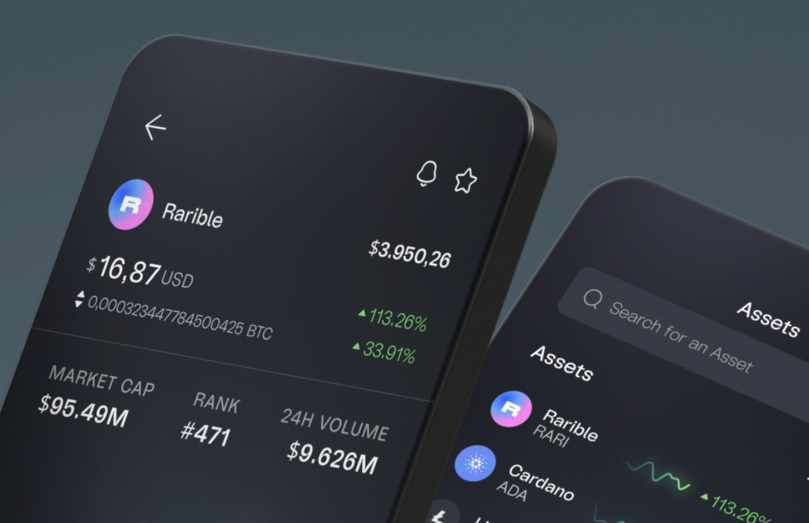 R
Rarible
$3.950,26
$16,87 USD
0,000323447784500425 BTC
113.26%
33.91%
MARKET CAP
RANK
24H VOLUME
$95.49M
#471
$9.626M
Assets
Search for an Asset
Assets
R
Rarible
RARI
113.26%
Cardano
ADA